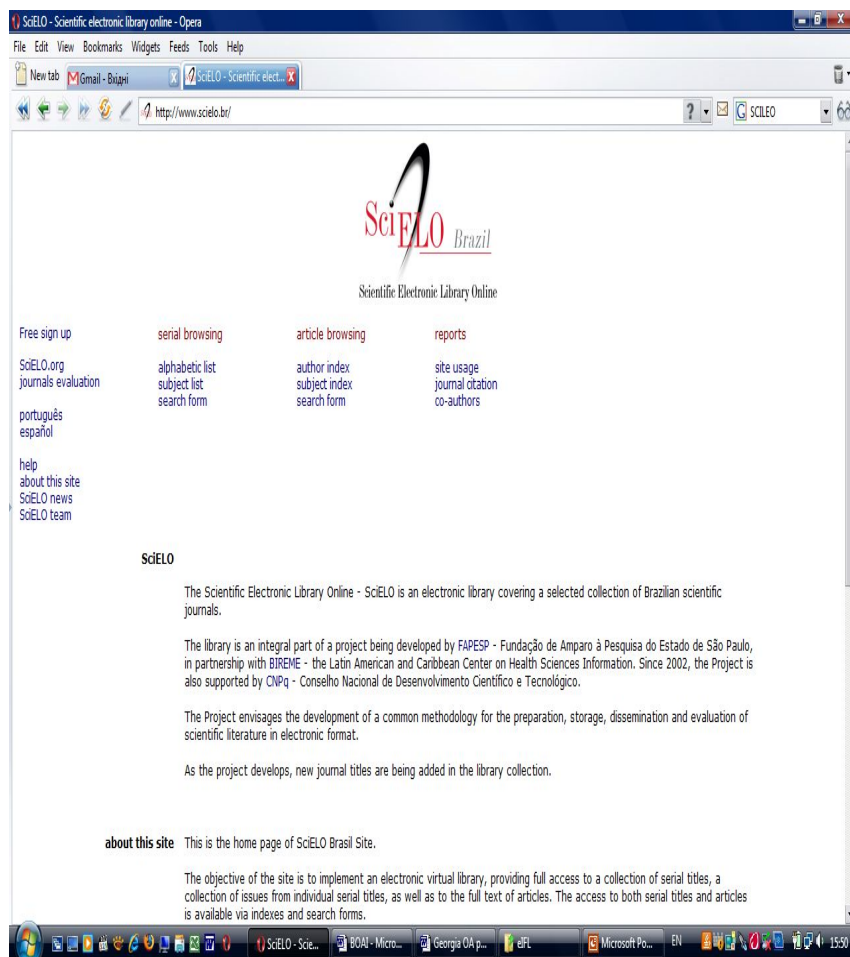 SciELO - Scientific electronic library online - Opera
File Edit View Bookmarks Widgets Feeds Tools Help
New tab Gmail - Вхідні SciELO - Scientific elect...
http://www.scielo.br/ ? SCILEO
SciELO Brazil
Scientific Electronic Library Online
Free sign up serial browsing article browsing reports
SciELO.org alphabetic list author index site usage
journals evaluation subject list subject index journal citation
search form search form co-authors
português
español
help
about this site
SciELO news
SciELO team
SciELO
The Scientific Electronic Library Online - SciELO is an electronic library covering a selected collection of Brazilian scientific
journals.
The library is an integral part of a project being developed by FAPESP - Fundação de Amparo à Pesquisa do Estado de São Paulo,
in partnership with BIREME - the Latin American and Caribbean Center on Health Sciences Information. Since 2002, the Project is
also supported by CNPq - Conselho Nacional de Desenvolvimento Científico e Tecnológico.
The Project envisages the development of a common methodology for the preparation, storage, dissemination and evaluation of
scientific literature in electronic format.
As the project develops, new journal titles are being added in the library collection.
about this site This is the home page of SciELO Brasil Site.
The objective of the site is to implement an electronic virtual library, providing full access to a collection of serial titles, a
collection of issues from individual serial titles, as well as to the full text of articles. The access to both serial titles and articles
is available via indexes and search forms.
SciELO - Scie... BOAI - Micro... Georgia OA p... eIFL Microsoft Po... EN 15:50